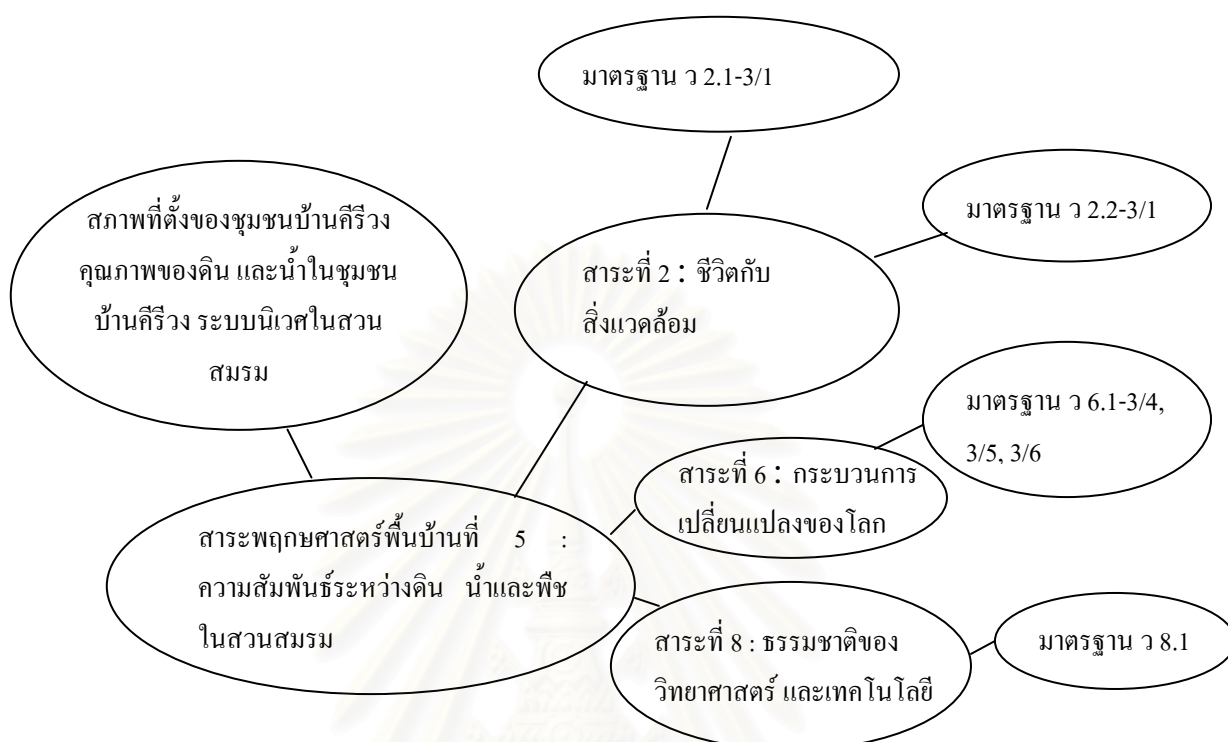 มาตรฐาน ว 2.1-3/1
มาตรฐาน ว 2.2-3/1
สภาพที่ตั้งของชุมชนบ้านคีรีวง
คุณภาพของดิน และน้ำในชุมชน
บ้านคีรีวง ระบบนิเวศในสวน
สมรม
สาระที่ 2 : ชีวิตกับ
สิ่งแวดล้อม
มาตรฐาน ว 6.1-3/4,
3/5, 3/6
สาระที่ 6 : กระบวนการ
เปลี่ยนแปลงของโลก
สาระพฤกษศาสตร์พื้นบ้านที่ 5 :
ความสัมพันธ์ระหว่างดิน น้ำและพืช
ในสวนสมรม
สาระที่ 8 : ธรรมชาติของ
วิทยาศาสตร์ และเทคโนโลยี
มาตรฐาน ว 8.1